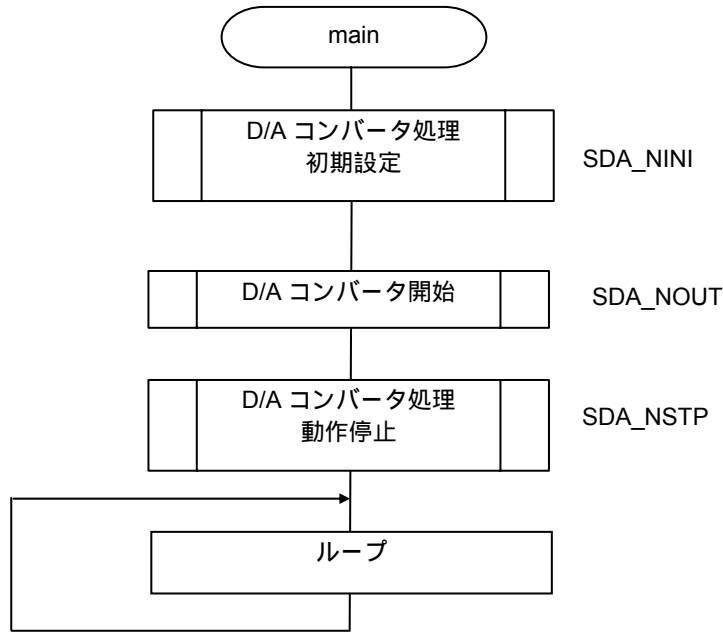 main
D/A コンバータ処理
初期設定
SDA_NINI
D/A コンバータ開始
SDA_NOUT
D/A コンバータ処理
動作停止
SDA_NSTP
ループ